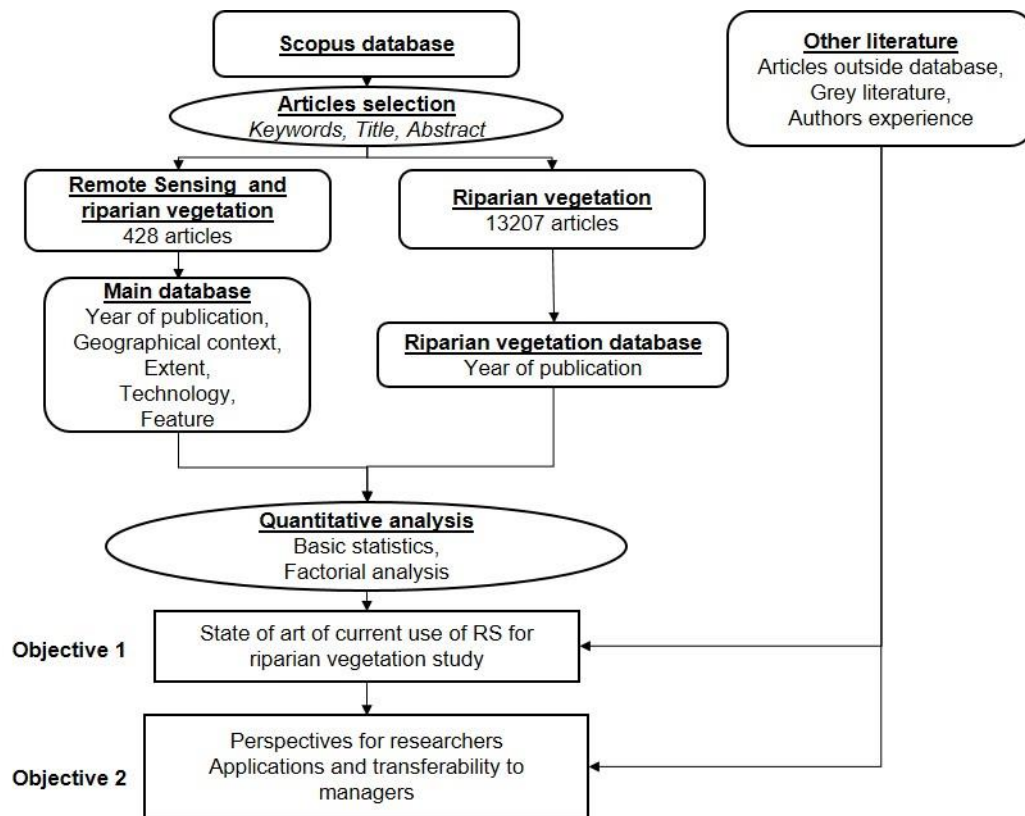 Scopus database
Other literature
Articles outside database,
Grey literature,
Authors experience
Articles selection
Keywords, Title, Abstract
Remote Sensing and
riparian vegetation
428 articles
Riparian vegetation
13207 articles
Main database
Year of publication,
Geographical context,
Extent,
Technology,
Feature
Riparian vegetation database
Year of publication
Quantitative analysis
Basic statistics,
Factorial analysis
Objective 1
State of art of current use of RS for
riparian vegetation study
Objective 2
Perspectives for researchers
Applications and transferability to
managers